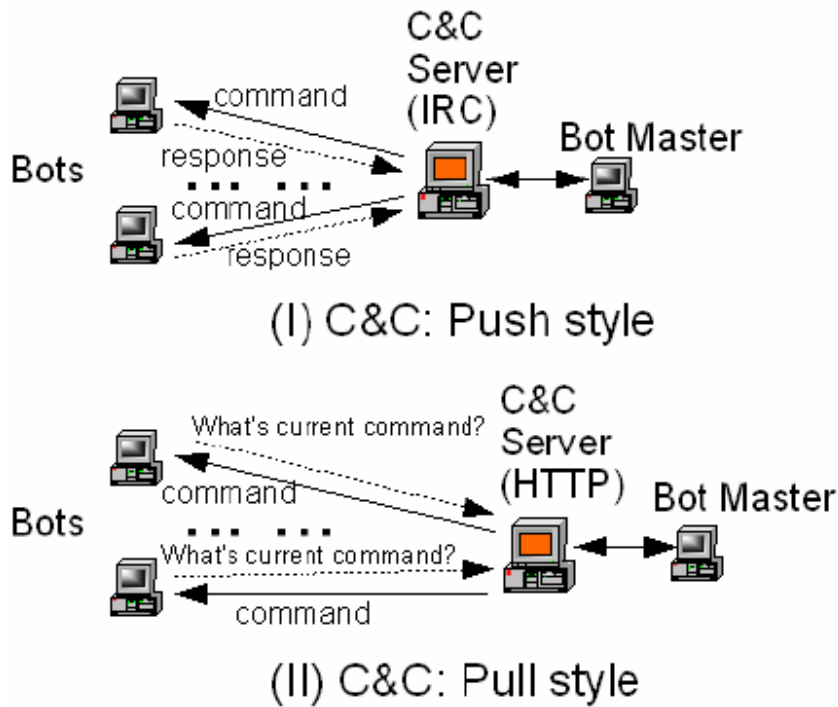 C&C
Server
(IRC)
command
Bot Master
response
Bots
... ...
command
response
(I) C&C: Push style
What's current command?
C&C
Server
(HTTP)
command
Bot Master
Bots
... ...
What's current command?
command
(II) C&C: Pull style